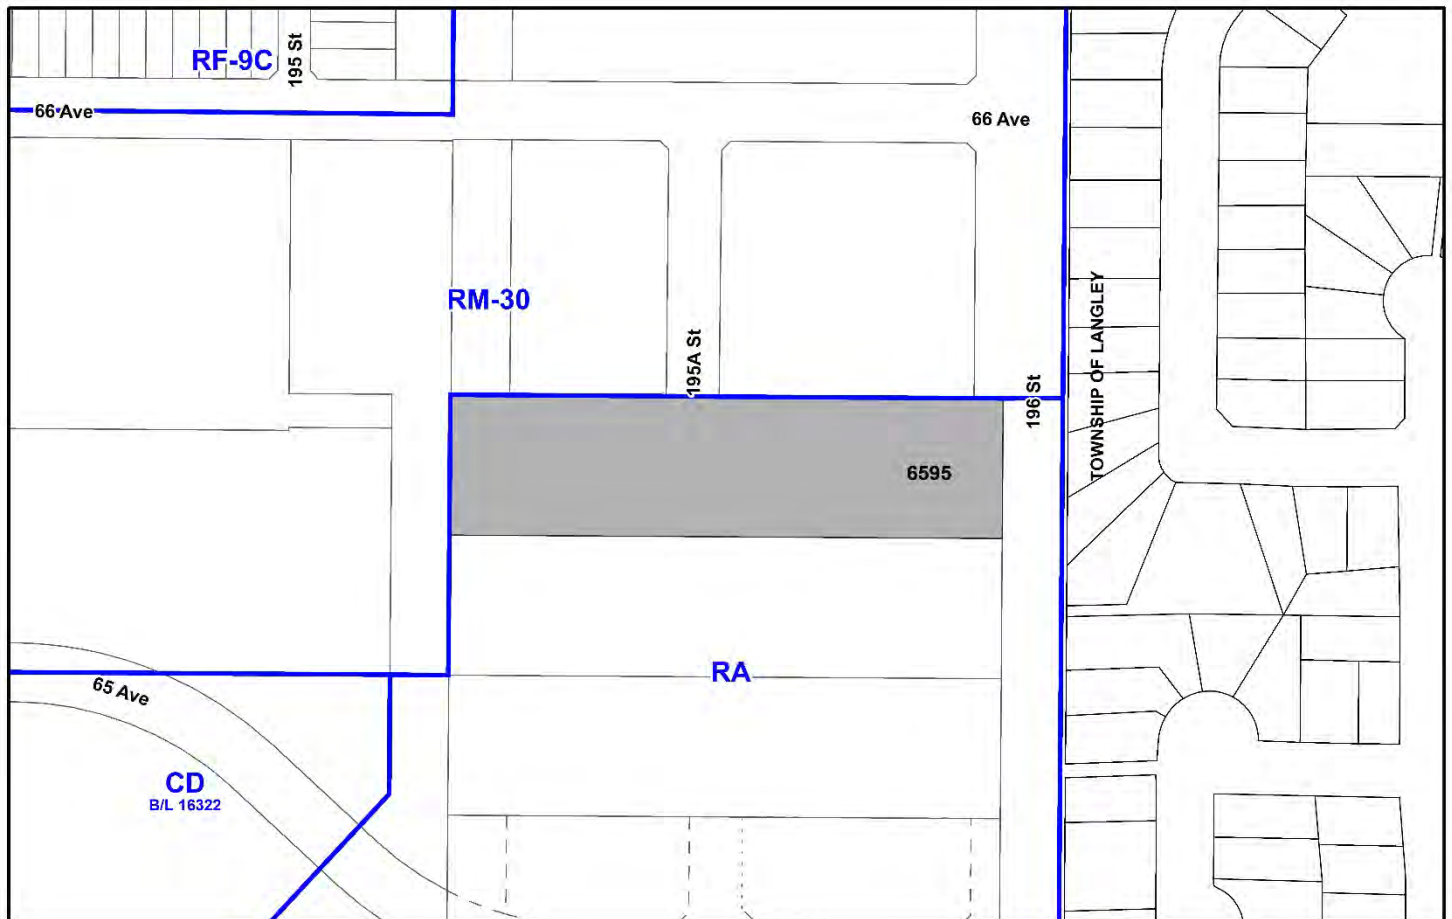 RF-9C
195 St
66 Ave
66 Ave
RM-30
195A St
196 St
TOWNSHIP OF LANGLEY
6595
RA
65 Ave
CD
B/L 16322